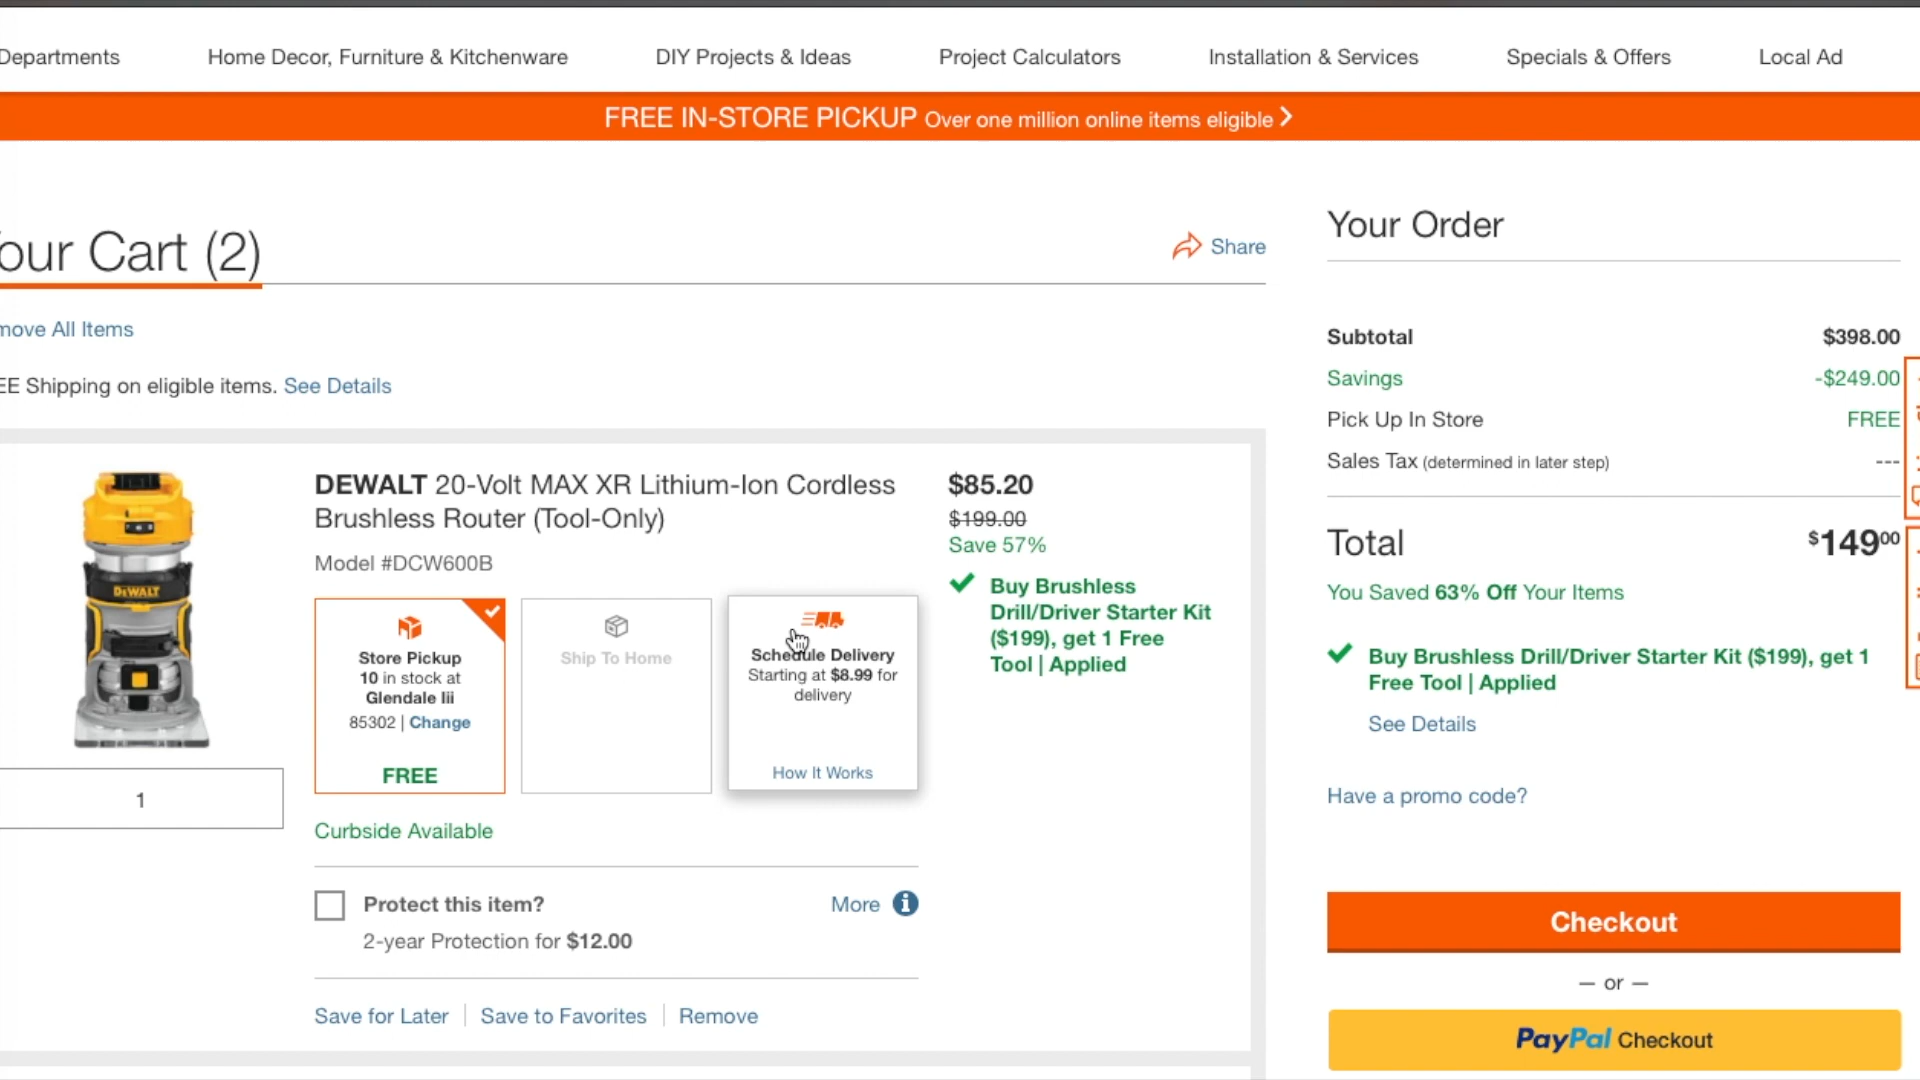 Departments
Home Decor, Furniture & Kitchenware
DIY Projects & Ideas
Project Calculators
Installation & Services
Specials & Offers
Local Ad
FREE IN-STORE PICKUP Over one million online items eligible
our Cart (2)
Share
move All Items
EE Shipping on eligible items. See Details
DEWALT
1
DEWALT 20-Volt MAX XR Lithium-Ion Cordless
Brushless Router (Tool-Only)
Model #DCW600B
Store Pickup
10 in stock at
Glendale Iii
85302 | Change
FREE
Ship To Home
Schedule Delivery
Starting at $8.99 for
delivery
How It Works
Curbside Available
Protect this item?
More
2-year Protection for $12.00
Save for Later
Save to Favorites
Remove
$85.20
$199.00
Save 57%
Buy Brushless
Drill/Driver Starter Kit
($199), get 1 Free
Tool | Applied
Your Order
Subtotal $398.00
Savings -$249.00
Pick Up In Store FREE
Sales Tax (determined in later step) ---
Total $14900
You Saved 63% Off Your Items
Buy Brushless Drill/Driver Starter Kit ($199), get 1
Free Tool | Applied
See Details
Have a promo code?
Checkout
— or —
PayPal Checkout